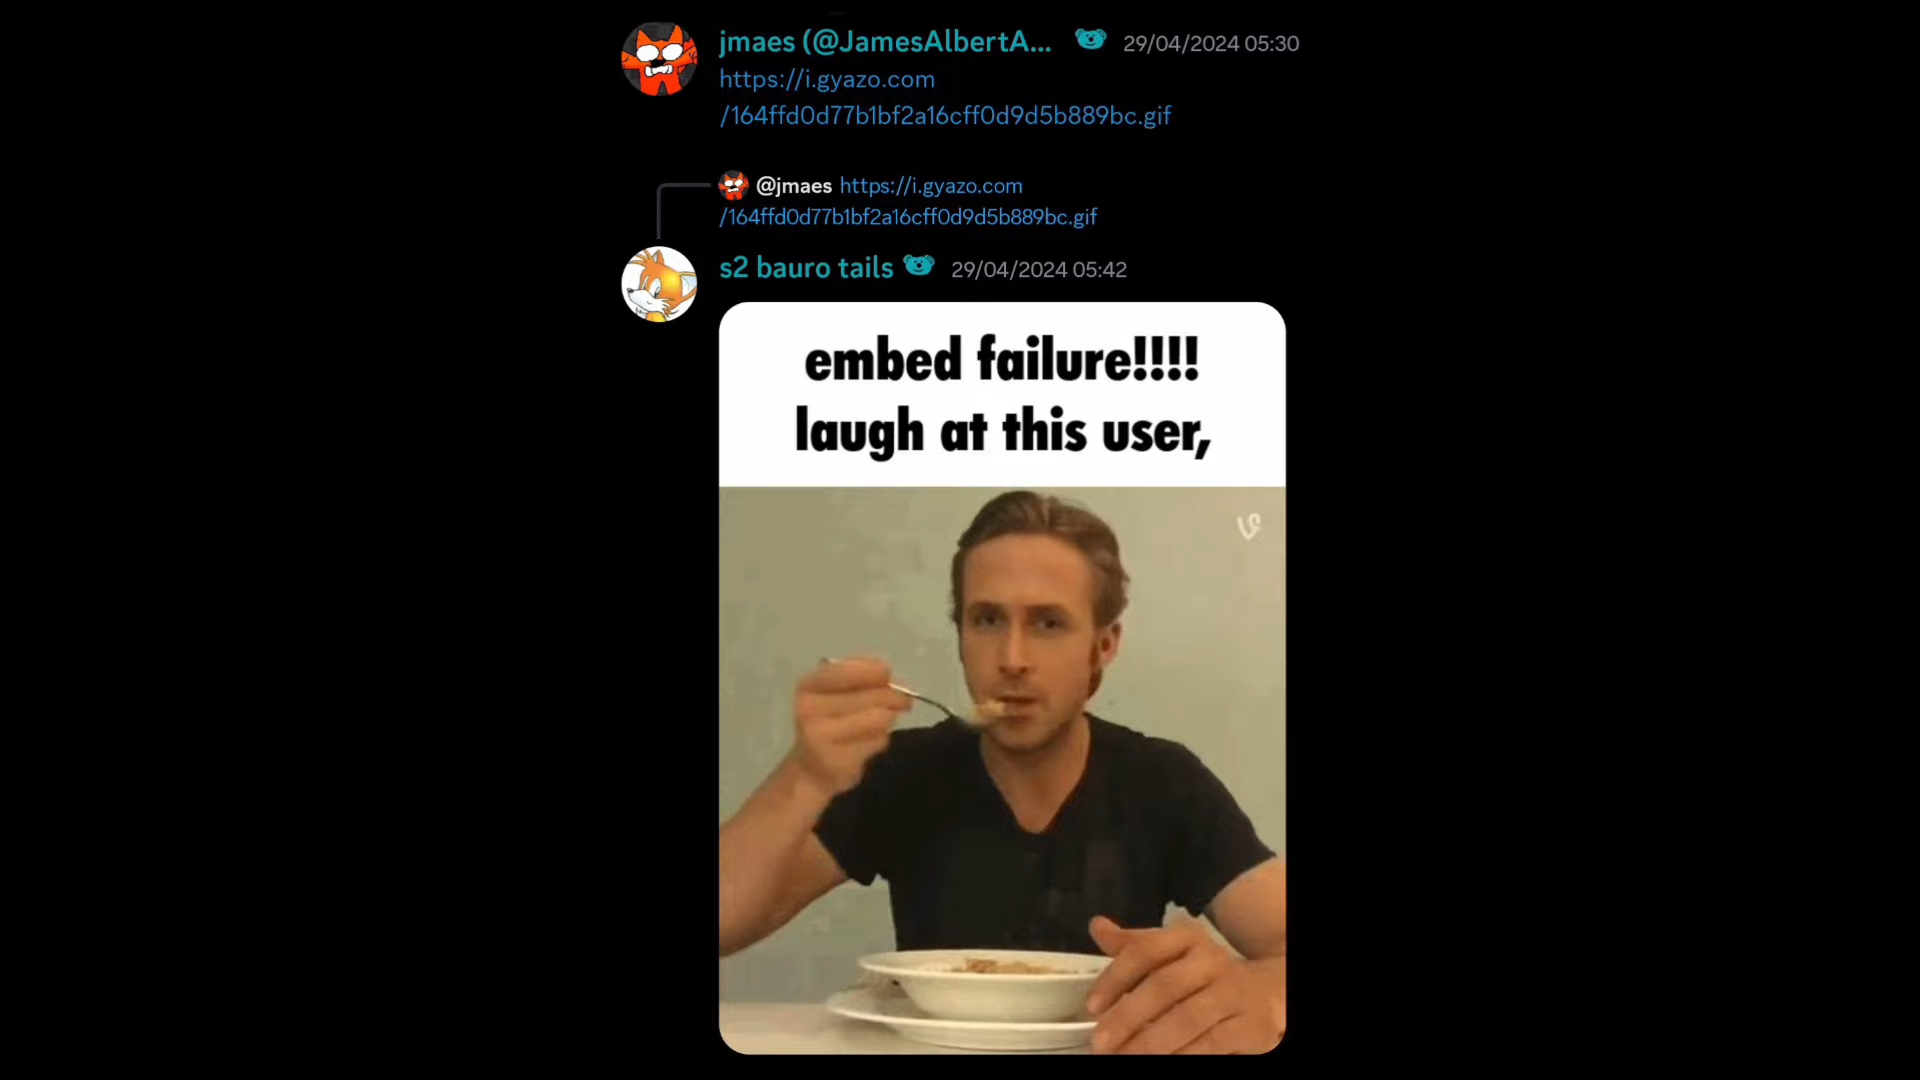 jmaes (@JamesAlbertA... 29/04/2024 05:30
https://i.gyazo.com
/164ffd0d77b1bf2a16cff0d9d5b889bc.gif
@jmaes https://i.gyazo.com
/164ffd0d77b1bf2a16cff0d9d5b889bc.gif
s2 bauro tails 29/04/2024 05:42
embed failure!!!!
laugh at this user,